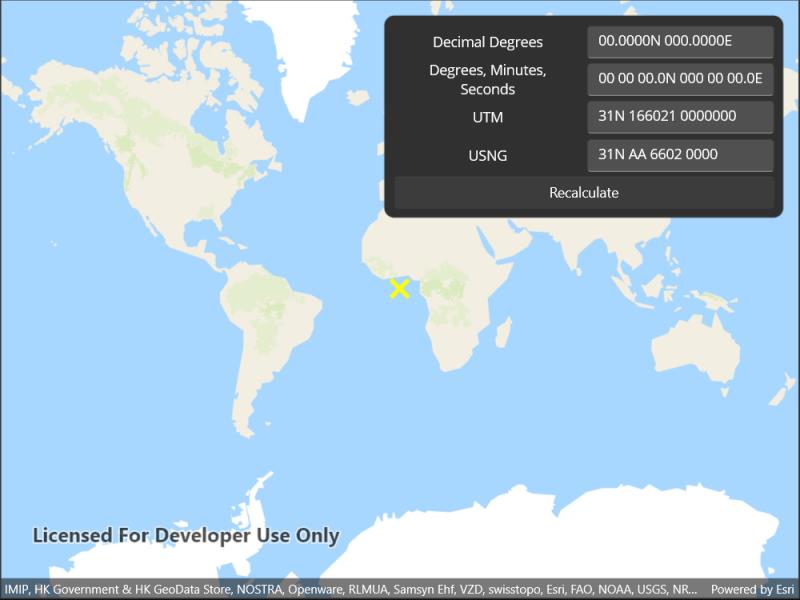 Decimal Degrees
00.0000N 000.0000E
Degrees, Minutes,
Seconds
00 00 00.0N 000 00 00.0E
UTM
31N 166021 0000000
USNG
31N AA 6602 0000
Recalculate
Licensed For Developer Use Only
IMIP, HK Government & HK GeoData Store, NOSTRA, Openware, RLMUA, Samsyn Ehf, VZD, swisstopo, Esri, FAO, NOAA, USGS, NR...
Powered by Esri